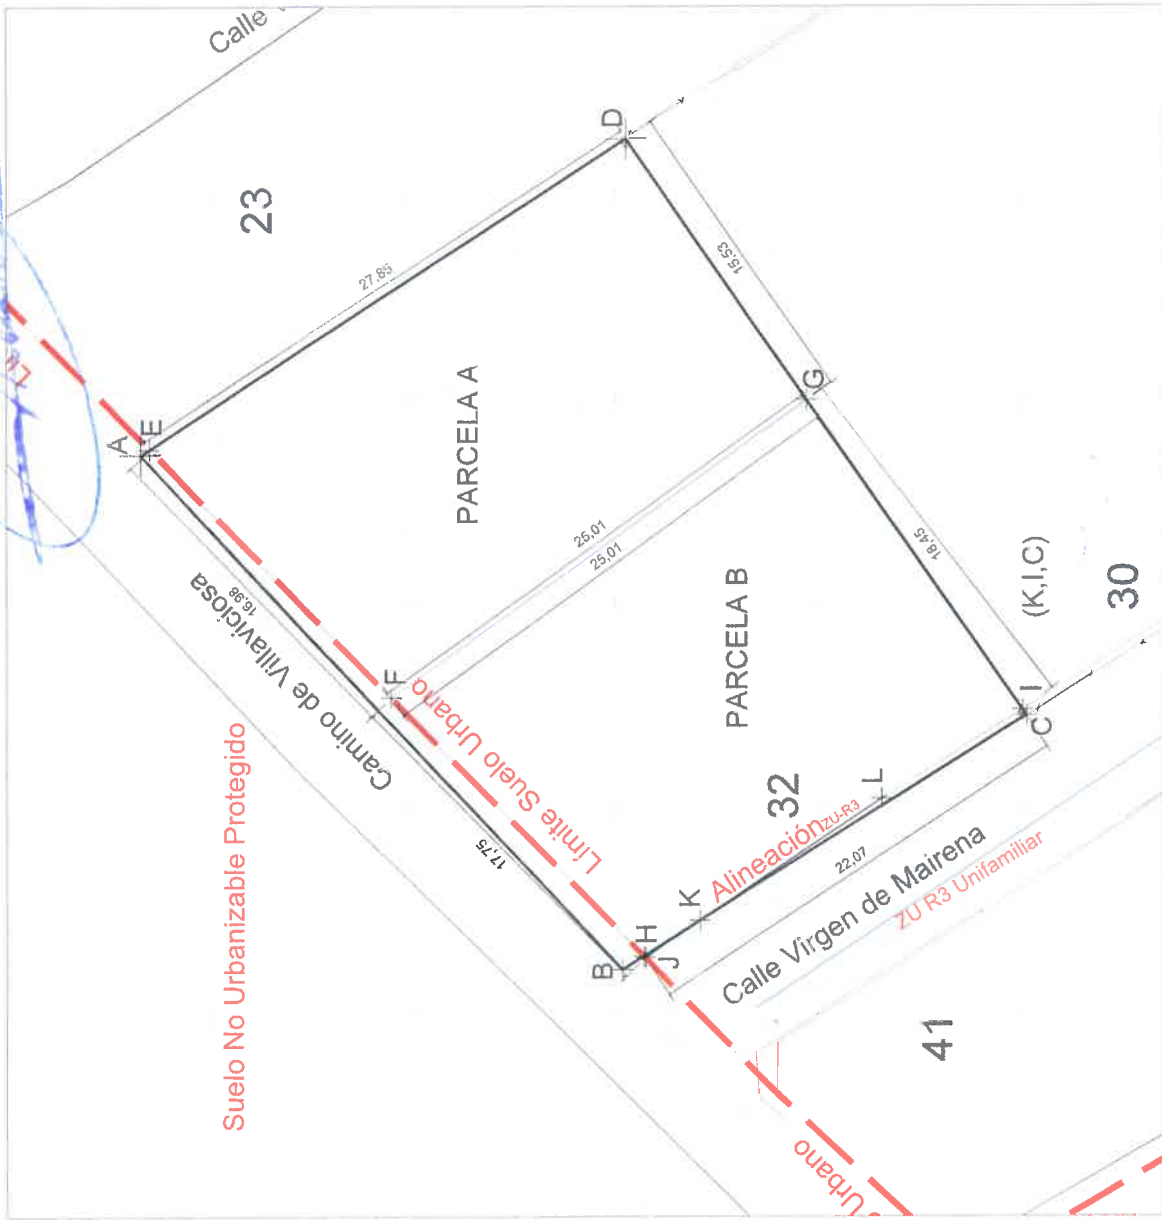 Calle
23
A
E
27,85
D
PARCELA A
16,98
Camino de Villaviciosa
15,53
G
25,01
25,01
F
Suelo No Urbanizable Protegido
Límite Suelo Urbano
17,75
PARCELA B
18,45
(K,I,C)
30
32
L
I
C
Alineación ZU-R3
K
22,07
H
J
B
Calle Virgen de Mairena
ZU R3 Unifamiliar
41
Urbano